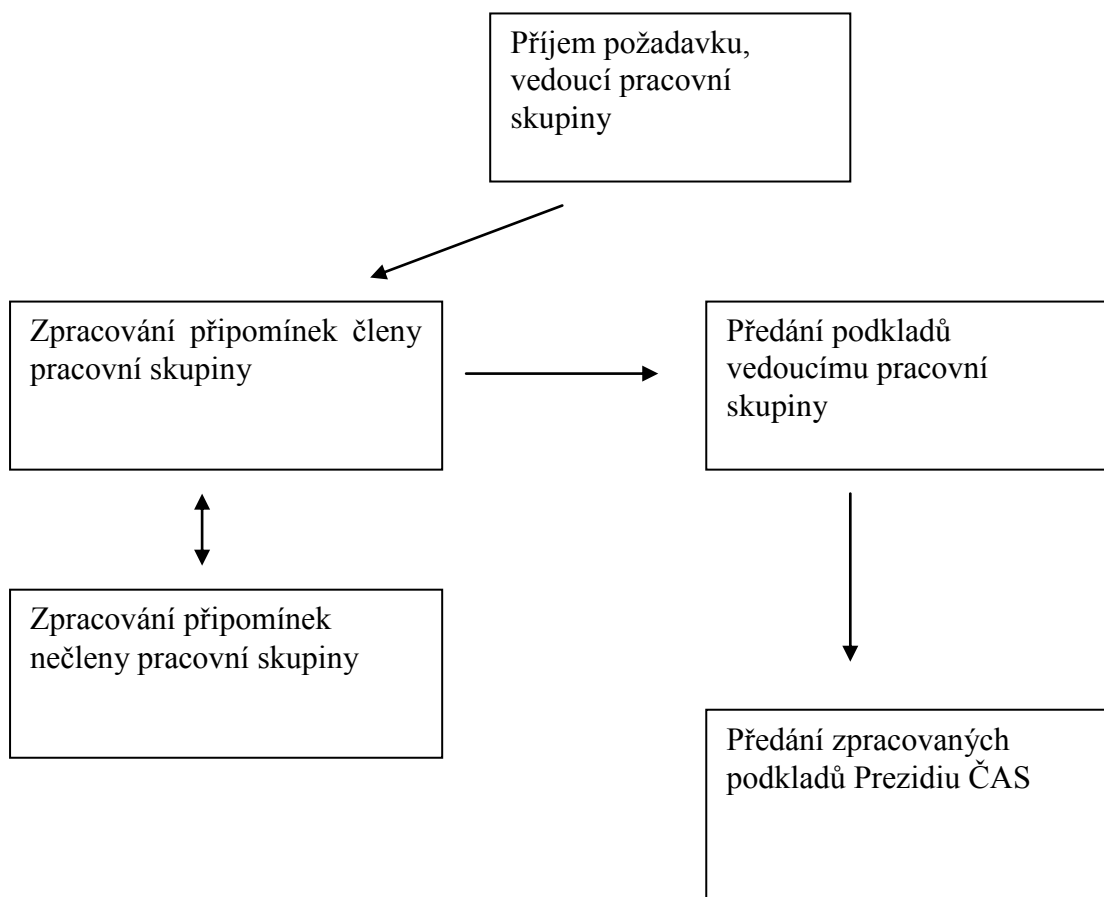 Příjem požadavku,
vedoucí pracovní
skupiny
Zpracování připomínek členy
pracovní skupiny
Předání podkladů
vedoucímu pracovní
skupiny
Zpracování připomínek
nečleny pracovní skupiny
Předání zpracovaných
podkladů Prezidiu ČAS